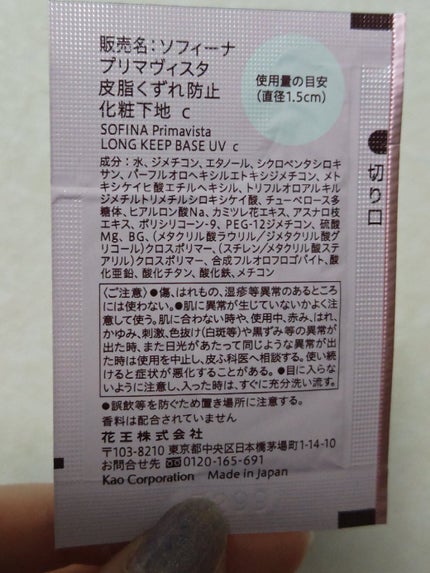 販売名：ソフィーナ
プリマヴィスタ
皮脂くずれ防止
化粧下地 c
SOFINA Primavista
LONG KEEP BASE UV c
使用量の目安
（直径1.5cm）
切り口
成分：水、ジメチコン、エタノール、シクロペンタシロキ
サン、パーフルオロヘキシルエトキシジメチコン、メト
キシケイヒ酸エチルヘキシル、トリフルオロアルキル
ジメチルトリメチルシロキシケイ酸、チューベロース多
糖体、ヒアルロン酸Na、カミツレ花エキス、アスナロ枝
エキス、ポリシリコーン-9、PEG-12ジメチコン、硫酸
Mg、BG、（メタクリル酸ラウリル／ジメタクリル酸グ
リコール）クロスポリマー、（スチレン／メタクリル酸ステ
アリル）クロスポリマー、合成フルオロフロゴパイト、酸
化亜鉛、酸化チタン、酸化鉄、メチコン
〈ご注意〉●傷、はれもの、湿疹等異常のあるところ
には使わない。●肌に異常が生じていないかよく注
意して使う。肌に合わない時や、使用中、赤み、はれ、
かゆみ、刺激、色抜け（白斑等）や黒ずみ等の異常が
出た時、また日光があたって同じような異常が出
た時は使用を中止し、皮ふ科医へ相談する。使い続
けると症状が悪化することがある。●目に入らな
いように注意し、入った時は、すぐに充分洗い流す。
●誤飲等を防ぐため置き場所に注意する。
香料は配合されていません
花王株式会社
〒103-8210 東京都中央区日本橋茅場町1-14-10
お問合せ先 0120-165-691
Kao Corporation Made in Japan